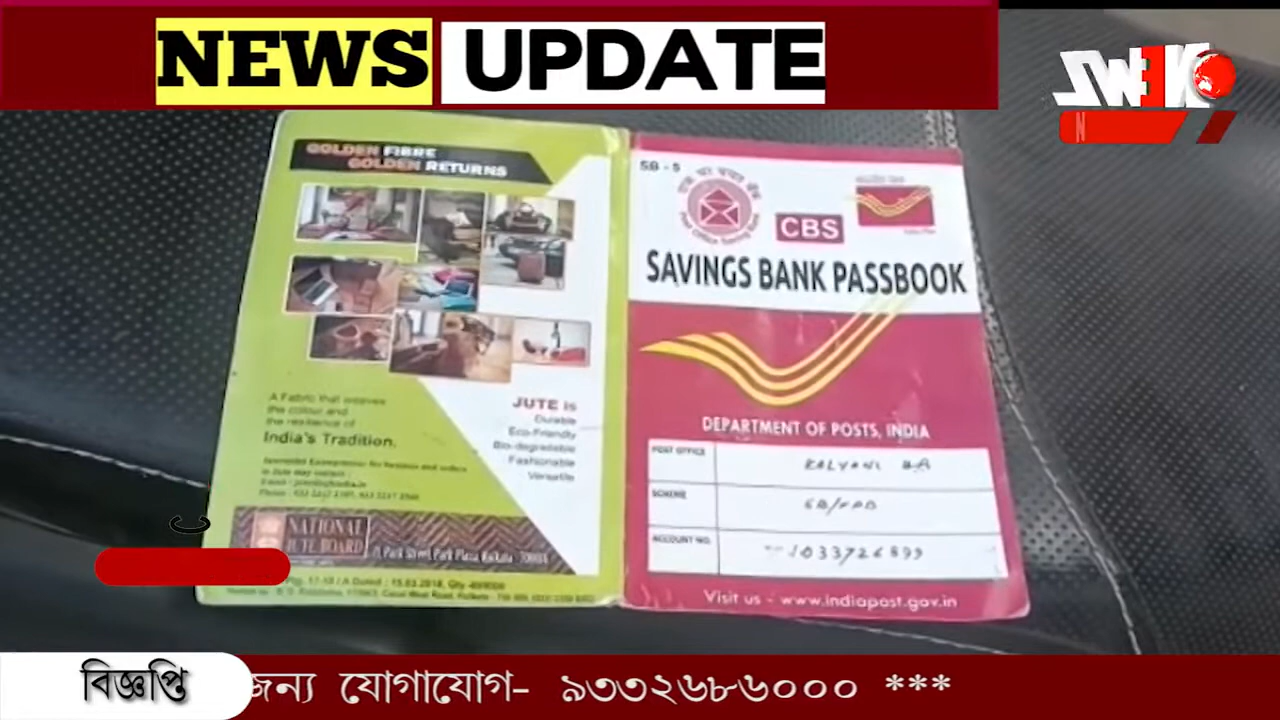 NEWS UPDATE
GOLDEN FIBRE
GOLDEN RETURNS
A Fabric that weaves
the colour and
the resilience of
India's Tradition.
JUTE is
Durable
Eco-Friendly
Bio-degradable
Fashionable
Versatile
NATIONAL
JUTE BOARD
SB - 5
CBS
SAVINGS BANK PASSBOOK
DEPARTMENT OF POSTS, INDIA
POST OFFICE KALYANI
SCHEME
ACCOUNT NO. 1033726899
Visit us - www.indiapost.gov.in
বিজ্ঞপ্তি
জন্য যোগাযোগ- ৯৩৩২৬৮৬০০০ ***